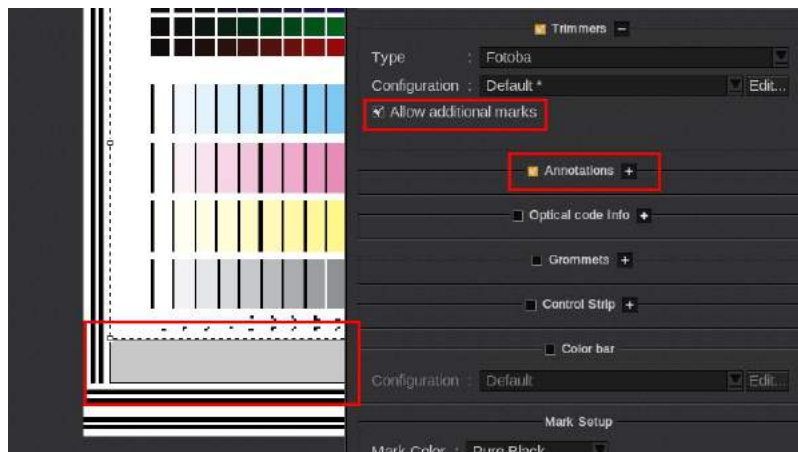 Trimmers
Type : Fotoba
Configuration : Default * Edit...
Allow additional marks
Annotations
Optical code Info
Grommets
Control Strip
Color bar
Configuration : Default Edit...
Mark Setup
Mark Color : Pure Black